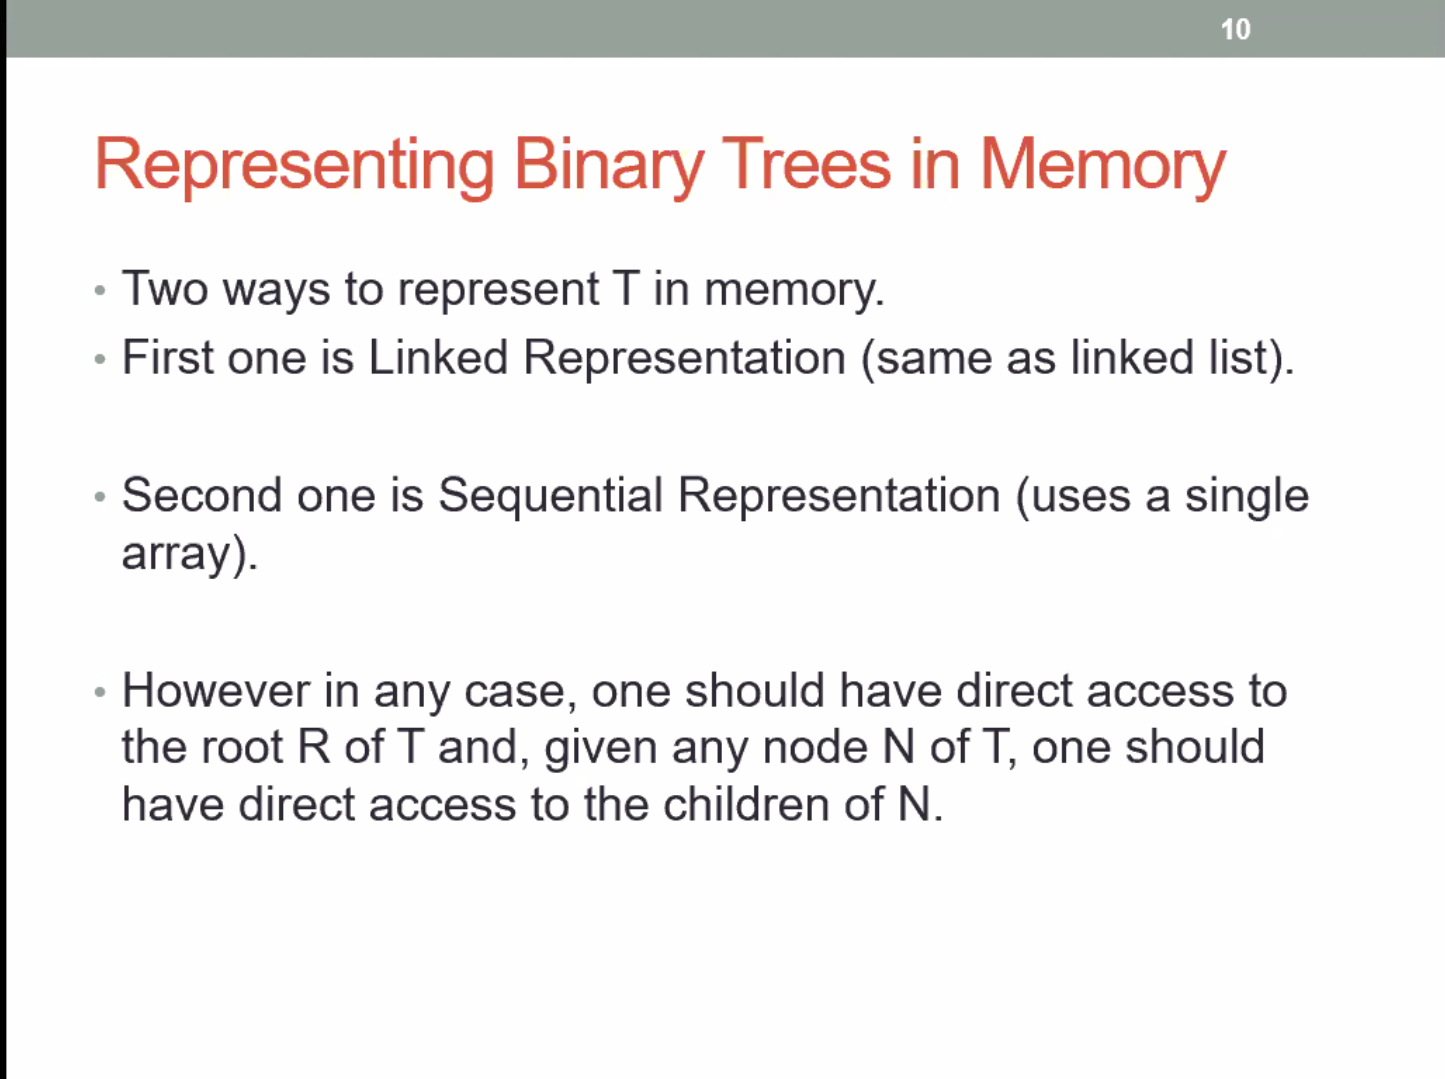 10
Representing Binary Trees in Memory
• Two ways to represent T in memory.
• First one is Linked Representation (same as linked list).
• Second one is Sequential Representation (uses a single
array).
• However in any case, one should have direct access to
the root R of T and, given any node N of T, one should
have direct access to the children of N.